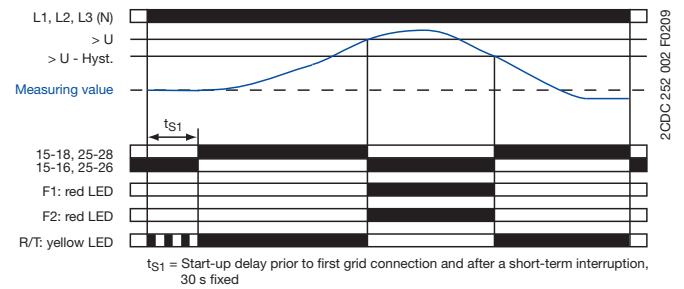 L1, L2, L3 (N)
> U
> U - Hyst.
Measuring value
tS1
15-18, 25-28
15-16, 25-26
F1: red LED
F2: red LED
R/T: yellow LED
tS1 = Start-up delay prior to first grid connection and after a short-term interruption,
30 s fixed
2CDC 252 002 F0209